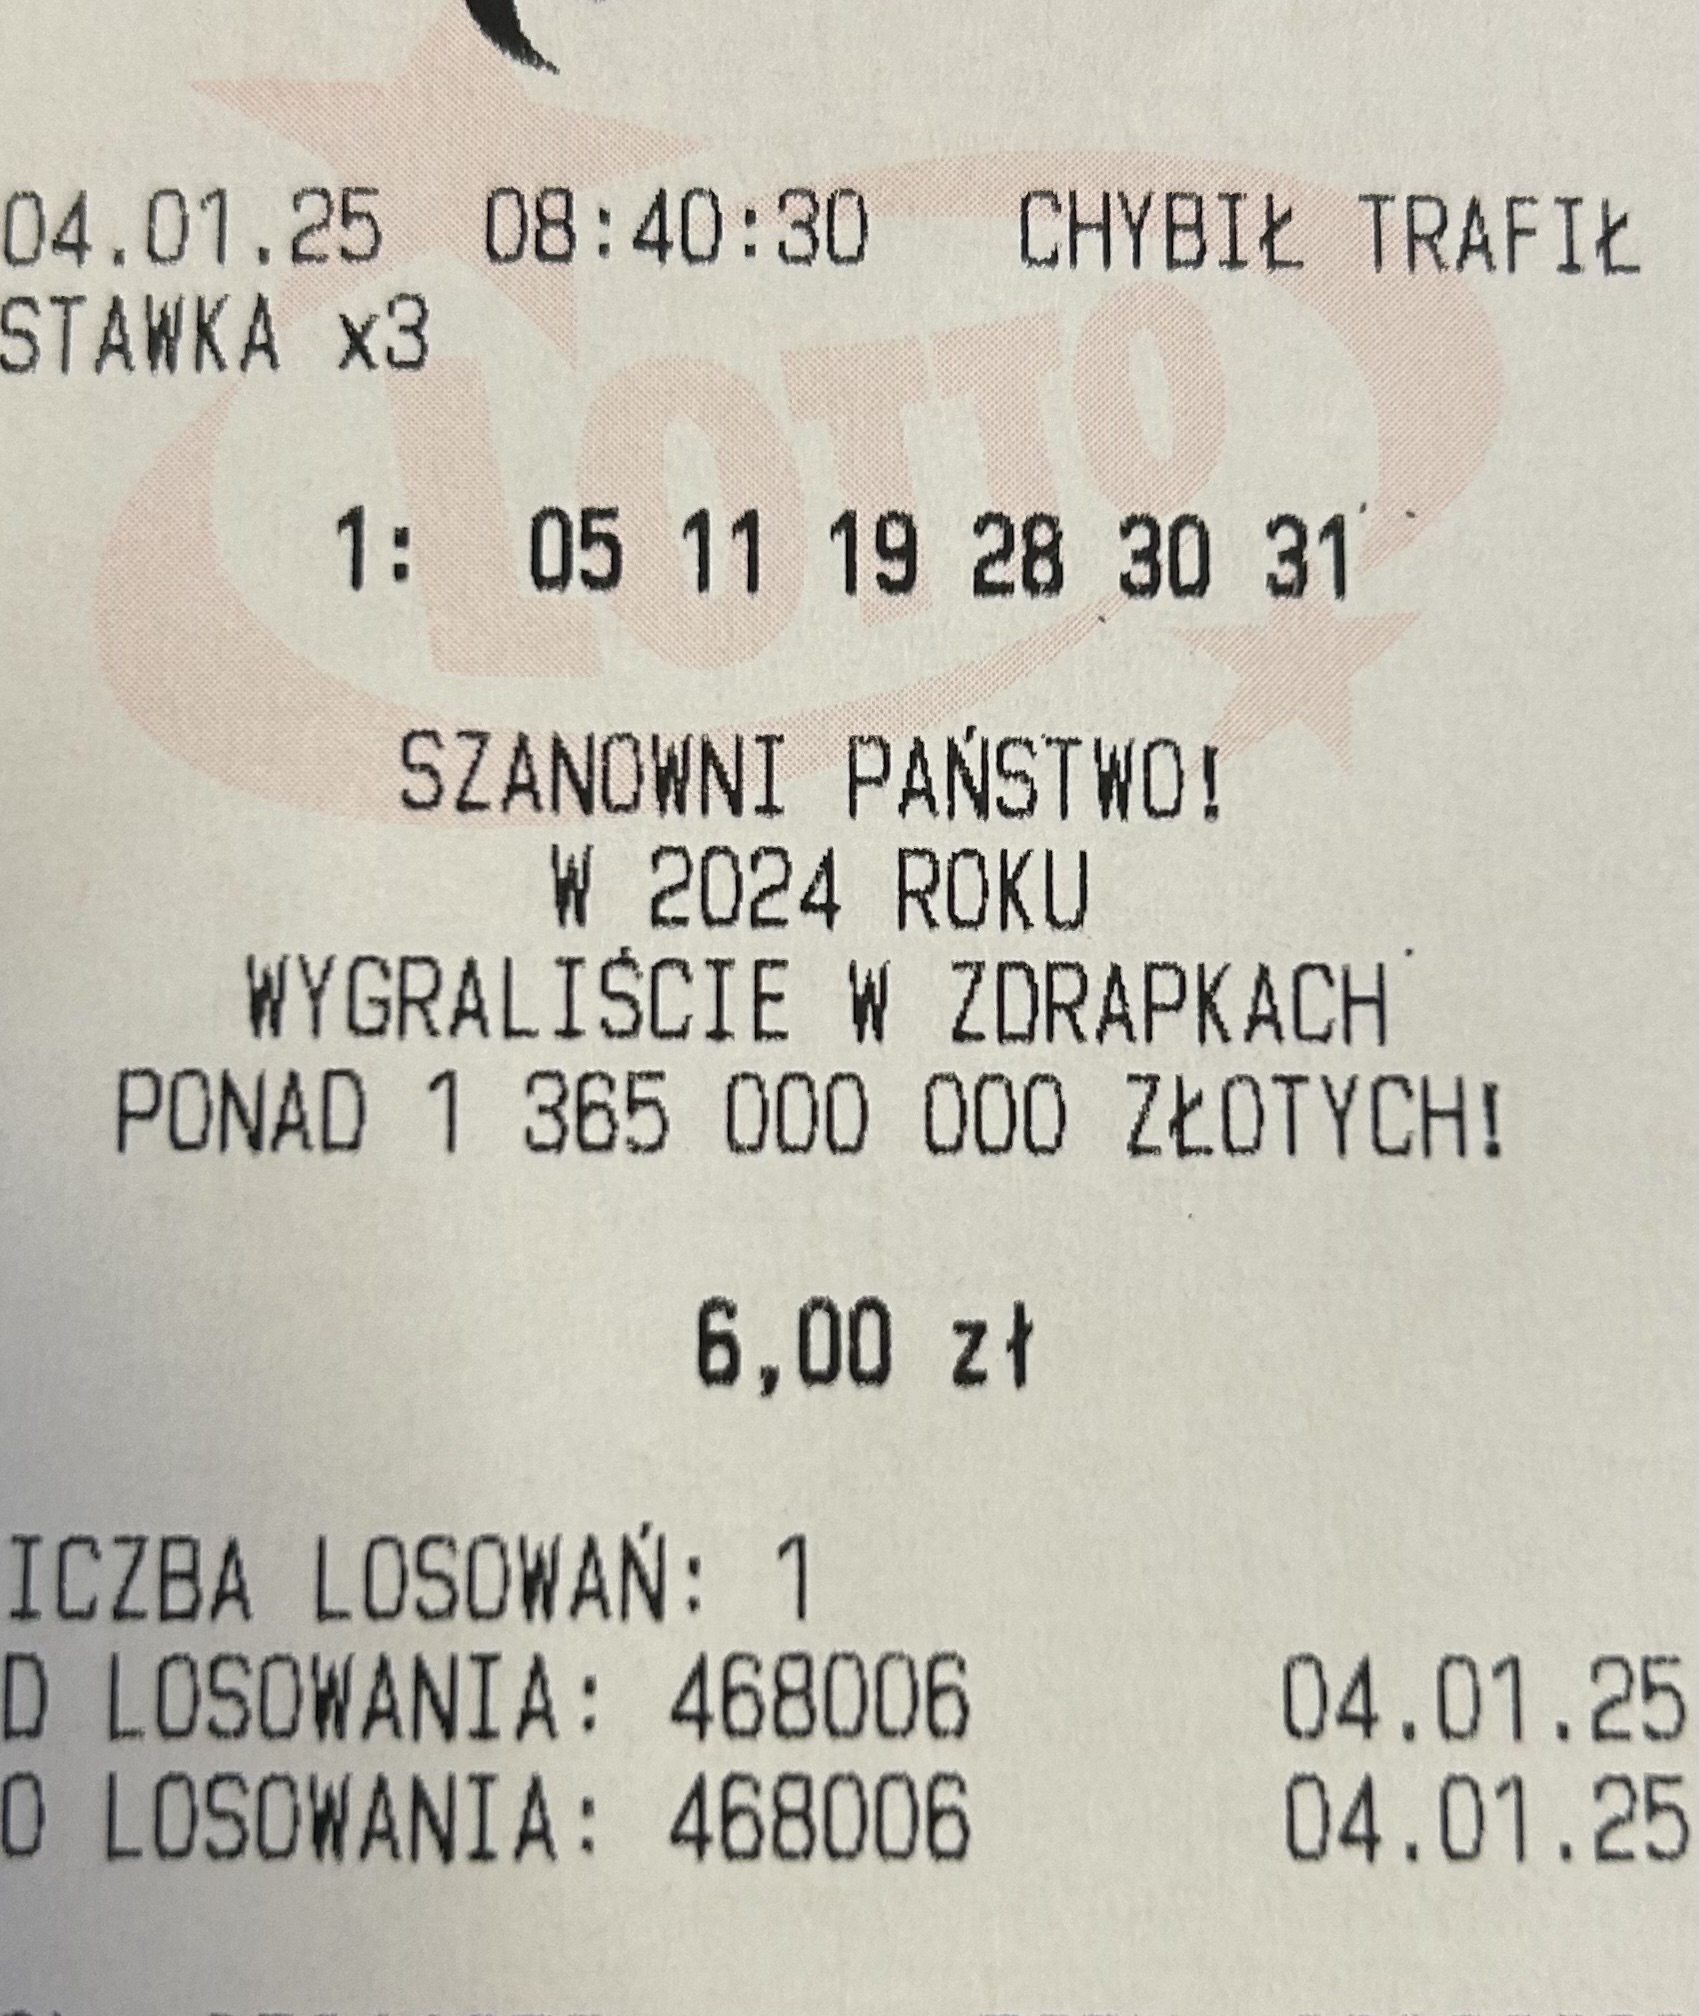 04.01.25 08:40:30 CHYBIŁ TRAFIŁ
STAWKA x3
LOTTO
1: 05 11 19 28 30 31
SZANOWNI PAŃSTWO!
W 2024 ROKU
WYGRALIŚCIE W ZDRAPKACH
PONAD 1 365 000 000 ZŁOTYCH!
6,00 zł
ICZBA LOSOWAŃ: 1
D LOSOWANIA: 468006 04.01.25
O LOSOWANIA: 468006 04.01.25